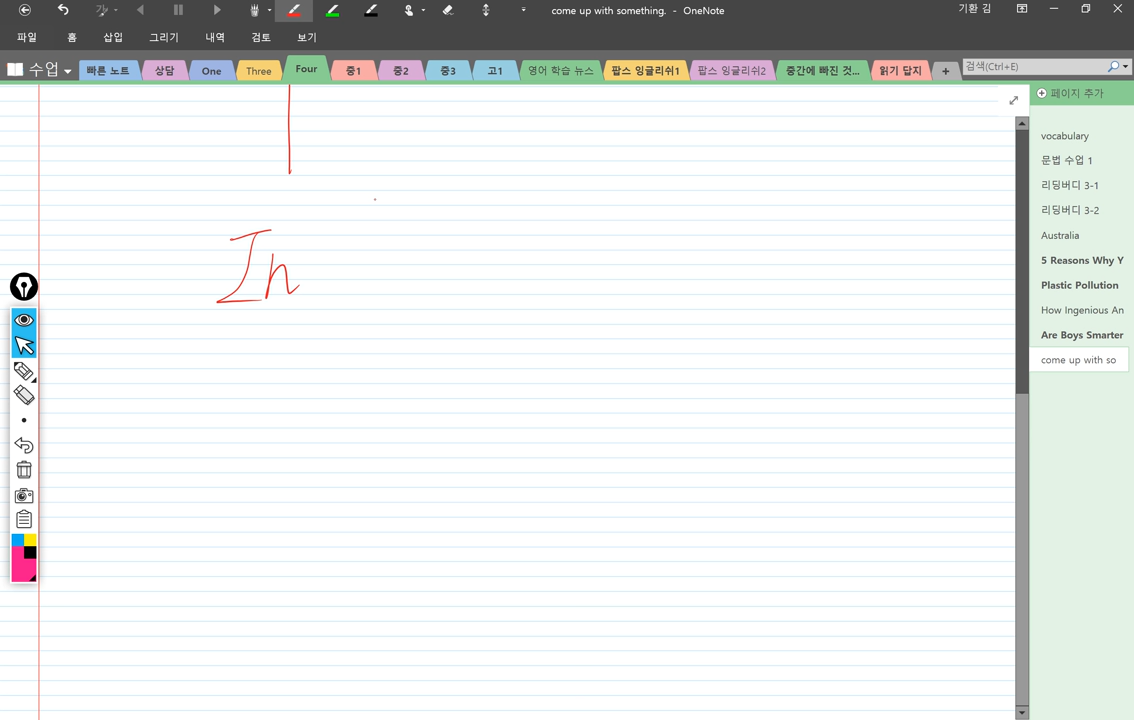 come up with something. - OneNote
기환 김
파일 홈 삽입 그리기 내역 검토 보기
수업 빠른 노트 상담 One Three Four 중1 중2 중3 고1 영어 학습 뉴스 팝스 잉글리쉬1 팝스 잉글리쉬2 중간에 빠진 것... 읽기 답지 + 검색(Ctrl+E)
페이지 추가
vocabulary
문법 수업 1
리딩버디 3-1
리딩버디 3-2
Australia
5 Reasons Why Y
Plastic Pollution
How Ingenious An
Are Boys Smarter
come up with so
In